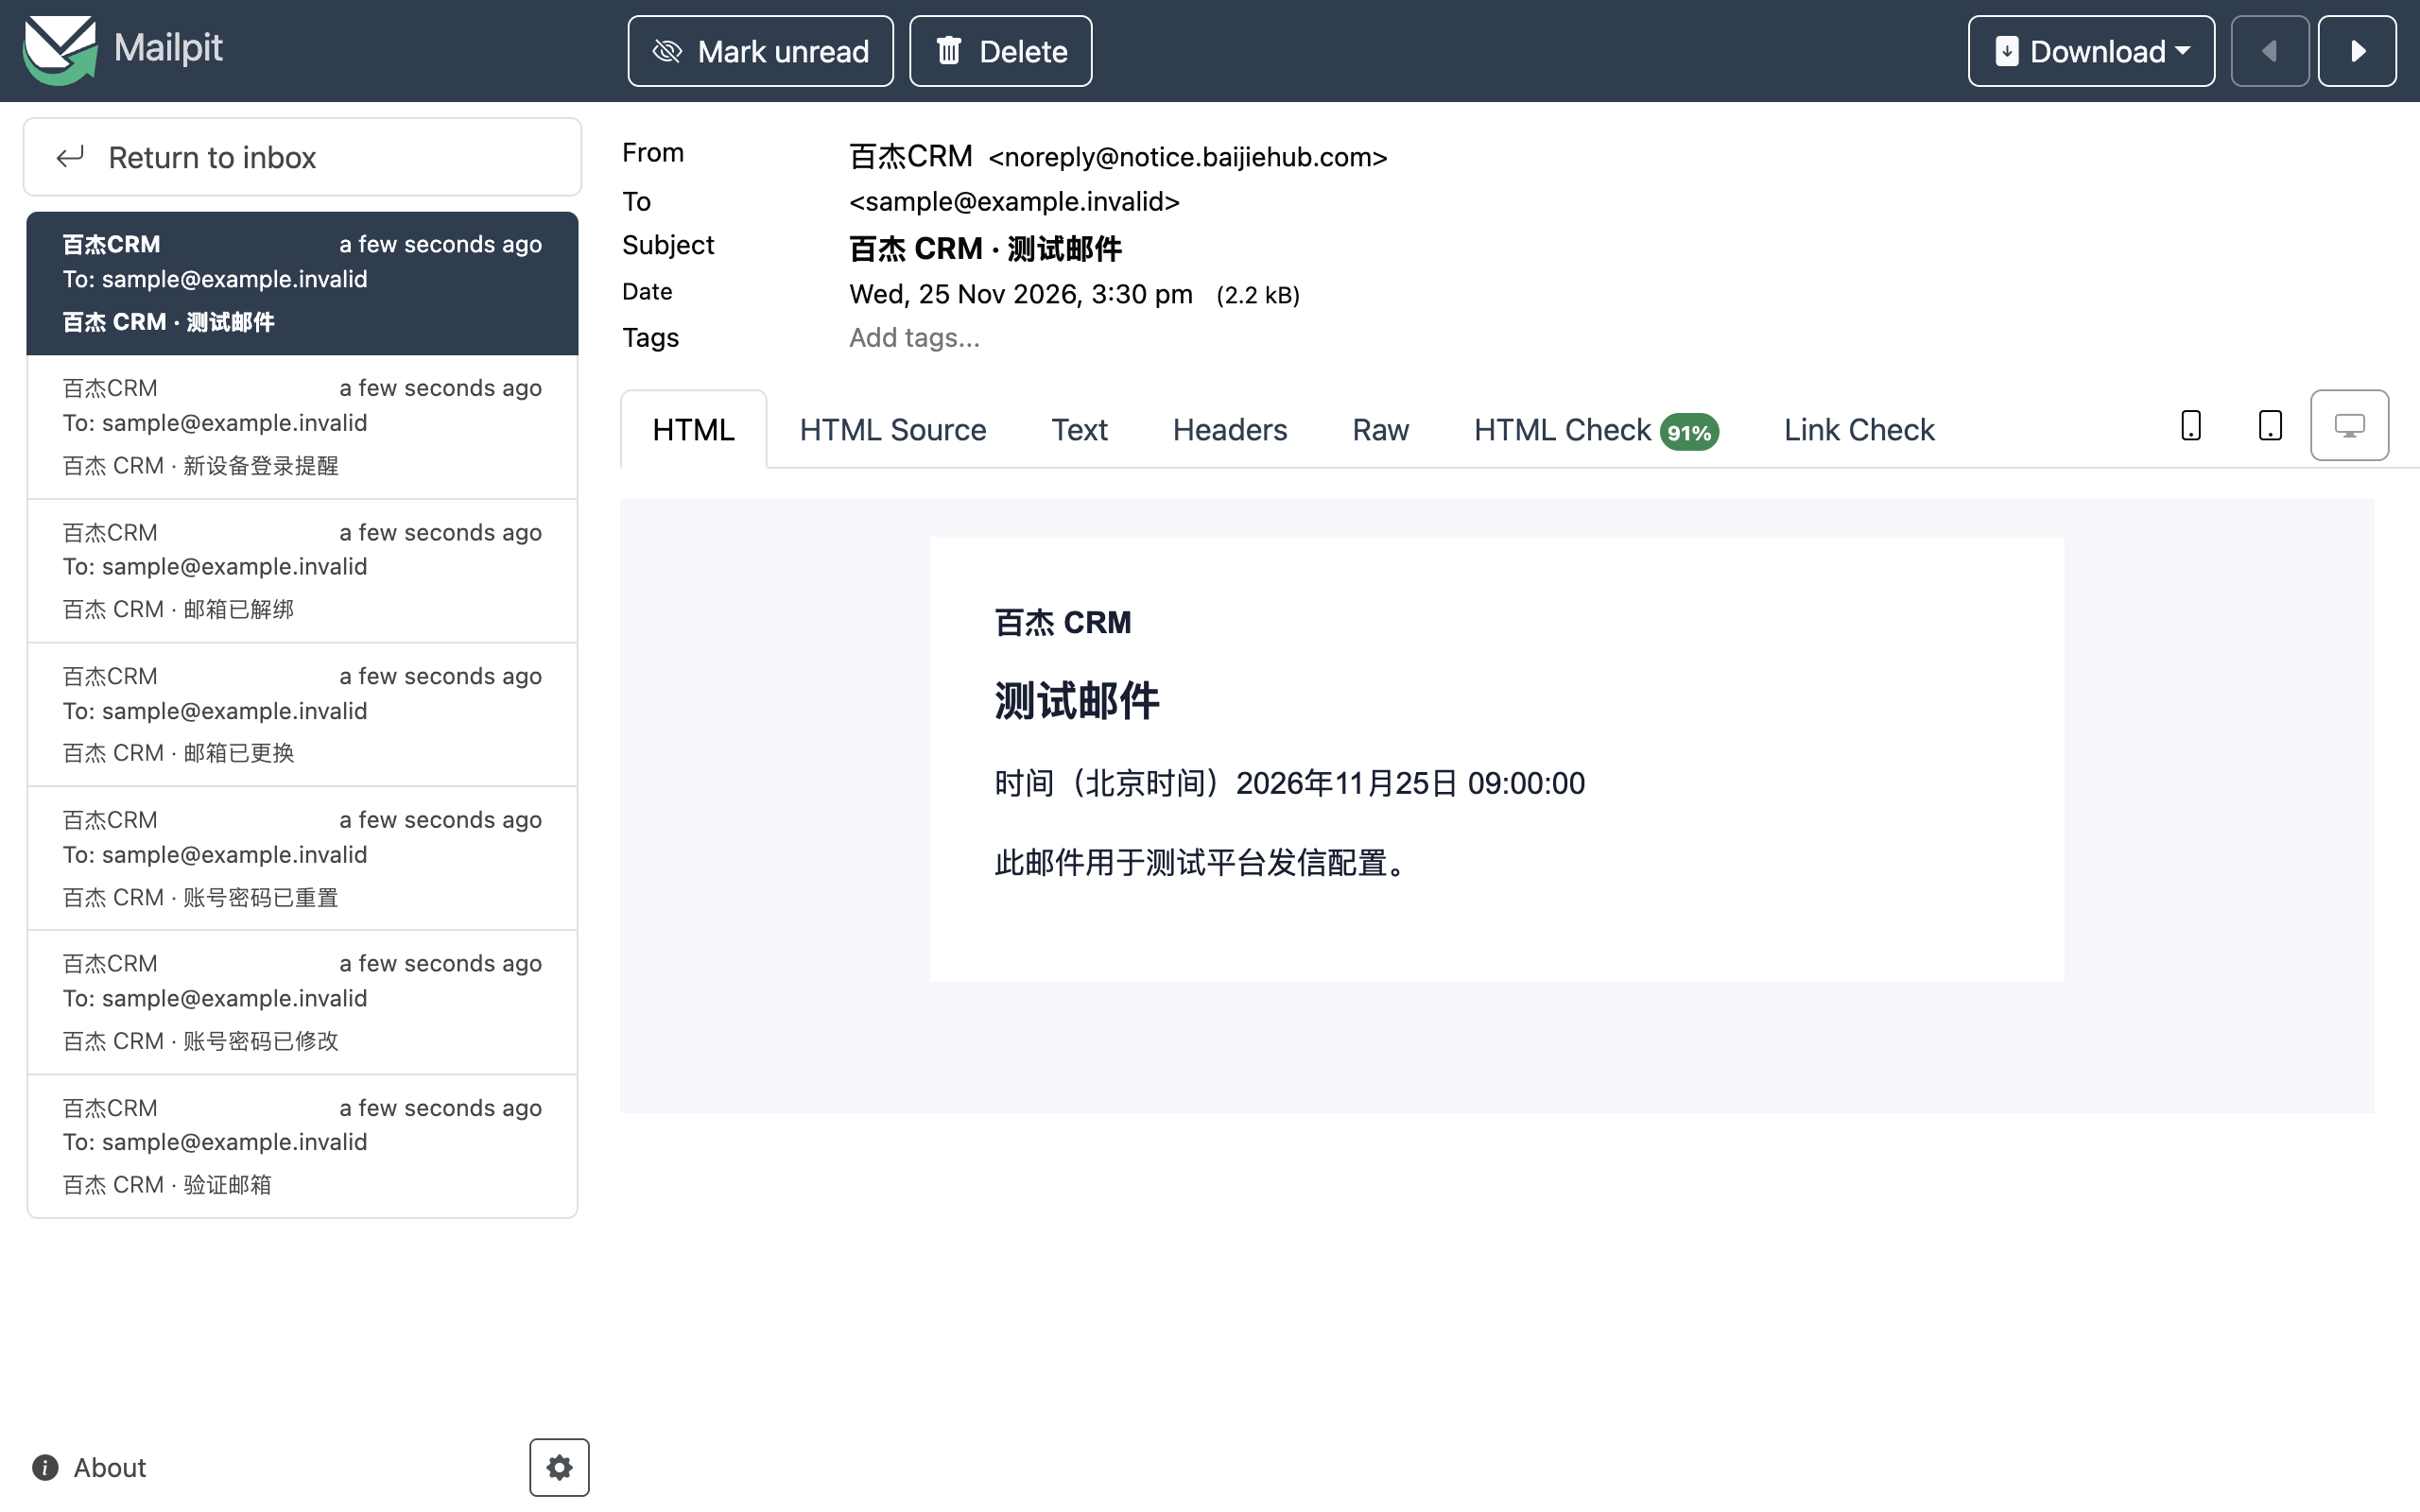 Mailpit
Mark unread
Delete
Download
Return to inbox
百杰CRM a few seconds ago
To: sample@example.invalid
百杰 CRM · 测试邮件
百杰CRM a few seconds ago
To: sample@example.invalid
百杰 CRM · 新设备登录提醒
百杰CRM a few seconds ago
To: sample@example.invalid
百杰 CRM · 邮箱已解绑
百杰CRM a few seconds ago
To: sample@example.invalid
百杰 CRM · 邮箱已更换
百杰CRM a few seconds ago
To: sample@example.invalid
百杰 CRM · 账号密码已重置
百杰CRM a few seconds ago
To: sample@example.invalid
百杰 CRM · 账号密码已修改
百杰CRM a few seconds ago
To: sample@example.invalid
百杰 CRM · 验证邮箱
About
From 百杰CRM <noreply@notice.baijiehub.com>
To <sample@example.invalid>
Subject 百杰 CRM · 测试邮件
Date Wed, 25 Nov 2026, 3:30 pm (2.2 kB)
Tags Add tags...
HTML HTML Source Text Headers Raw HTML Check 91% Link Check
百杰 CRM
测试邮件
时间（北京时间）2026年11月25日 09:00:00
此邮件用于测试平台发信配置。